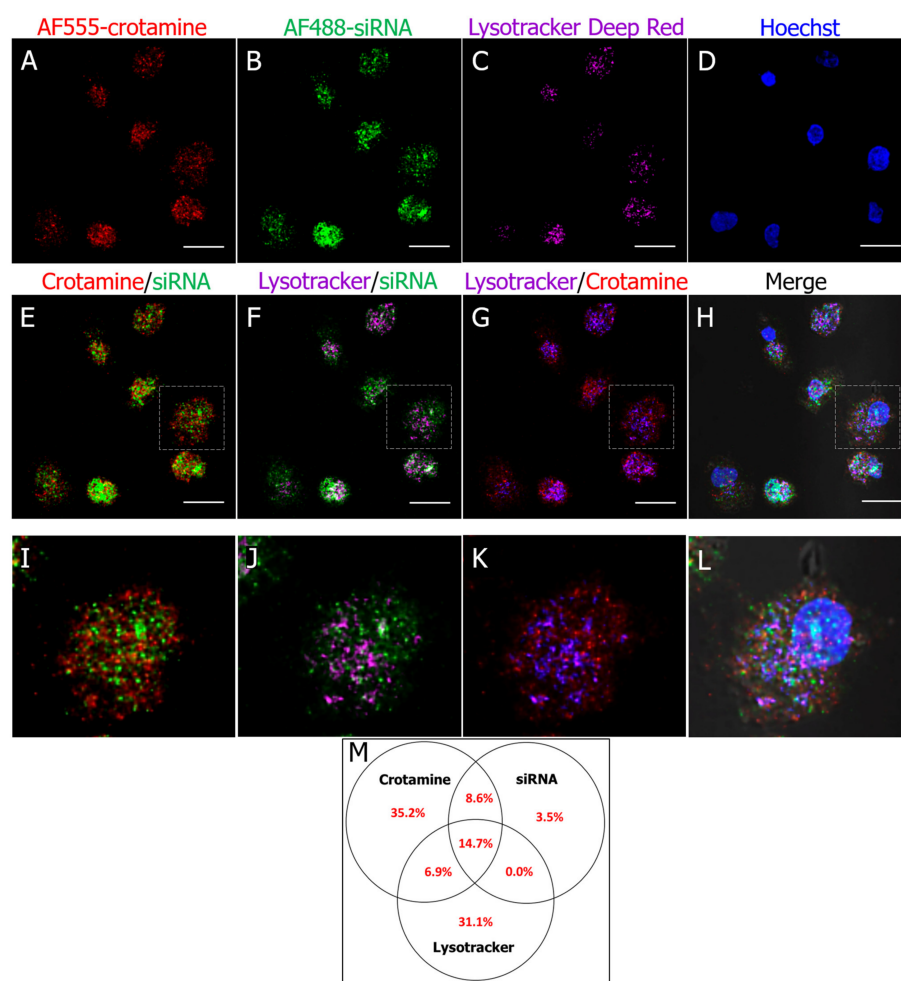 AF555-crotamine AF488-siRNA Lysotracker Deep Red Hoechst
A B C D
Crotamine/siRNA Lysotracker/siRNA Lysotracker/Crotamine Merge
E F G H
I J K L
M
Crotamine siRNA
8.6%
35.2% 3.5%
14.7%
6.9% 0.0%
31.1%
Lysotracker